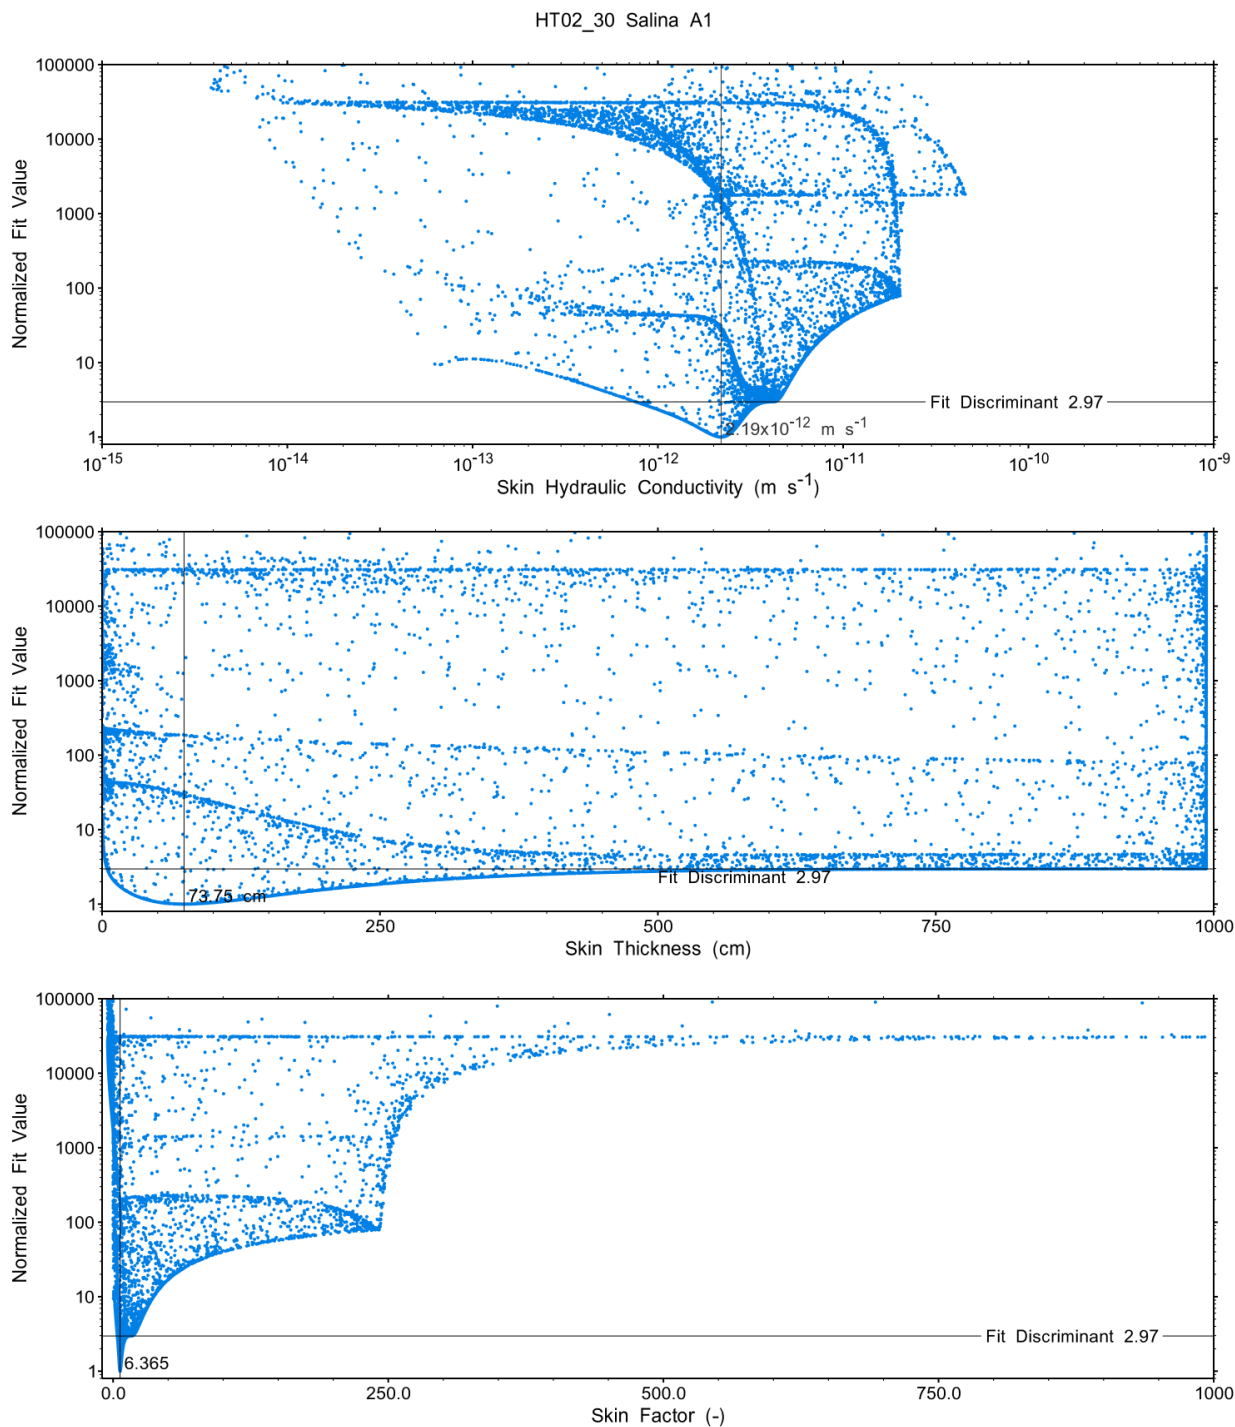 HT02_30 Salina A1
100000
10000
1000
100
10
1
Normalized Fit Value
Fit Discriminant 2.97
2.19x10⁻¹² m s⁻¹
10⁻¹⁵ 10⁻¹⁴ 10⁻¹³ 10⁻¹² 10⁻¹¹ 10⁻¹⁰ 10⁻⁹
Skin Hydraulic Conductivity (m s⁻¹)
100000
10000
1000
100
10
1
Normalized Fit Value
Fit Discriminant 2.97
73.75 cm
0 250 500 750 1000
Skin Thickness (cm)
100000
10000
1000
100
10
1
Normalized Fit Value
Fit Discriminant 2.97
6.365
0.0 250.0 500.0 750.0 1000
Skin Factor (-)